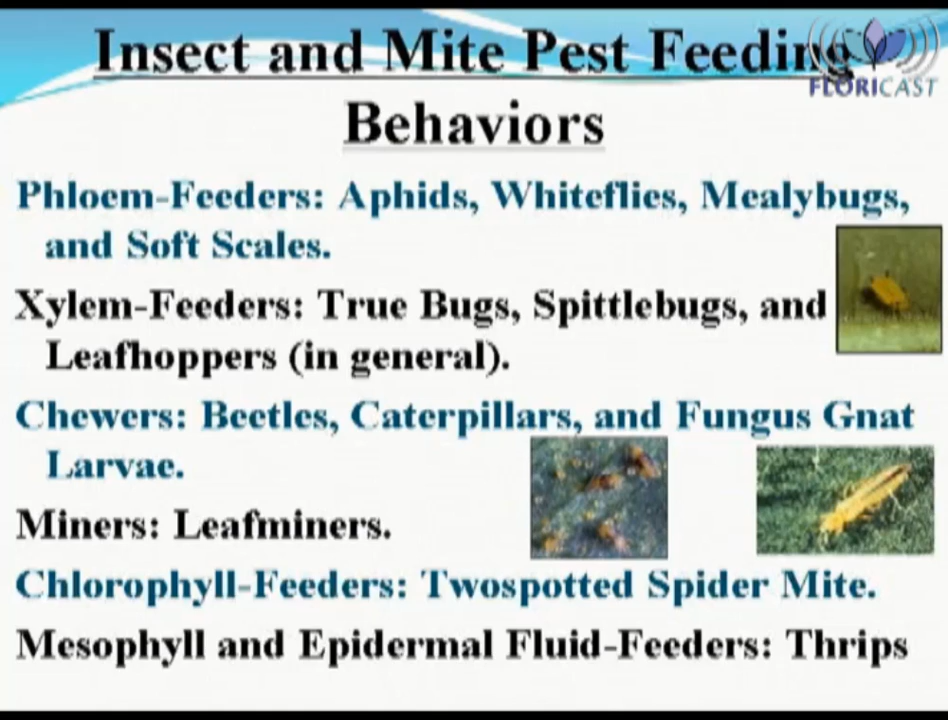 Insect and Mite Pest Feeding
FLORICAST
Behaviors
Phloem-Feeders: Aphids, Whiteflies, Mealybugs,
and Soft Scales.
Xylem-Feeders: True Bugs, Spittlebugs, and
Leafhoppers (in general).
Chewers: Beetles, Caterpillars, and Fungus Gnat
Larvae.
Miners: Leafminers.
Chlorophyll-Feeders: Twospotted Spider Mite.
Mesophyll and Epidermal Fluid-Feeders: Thrips